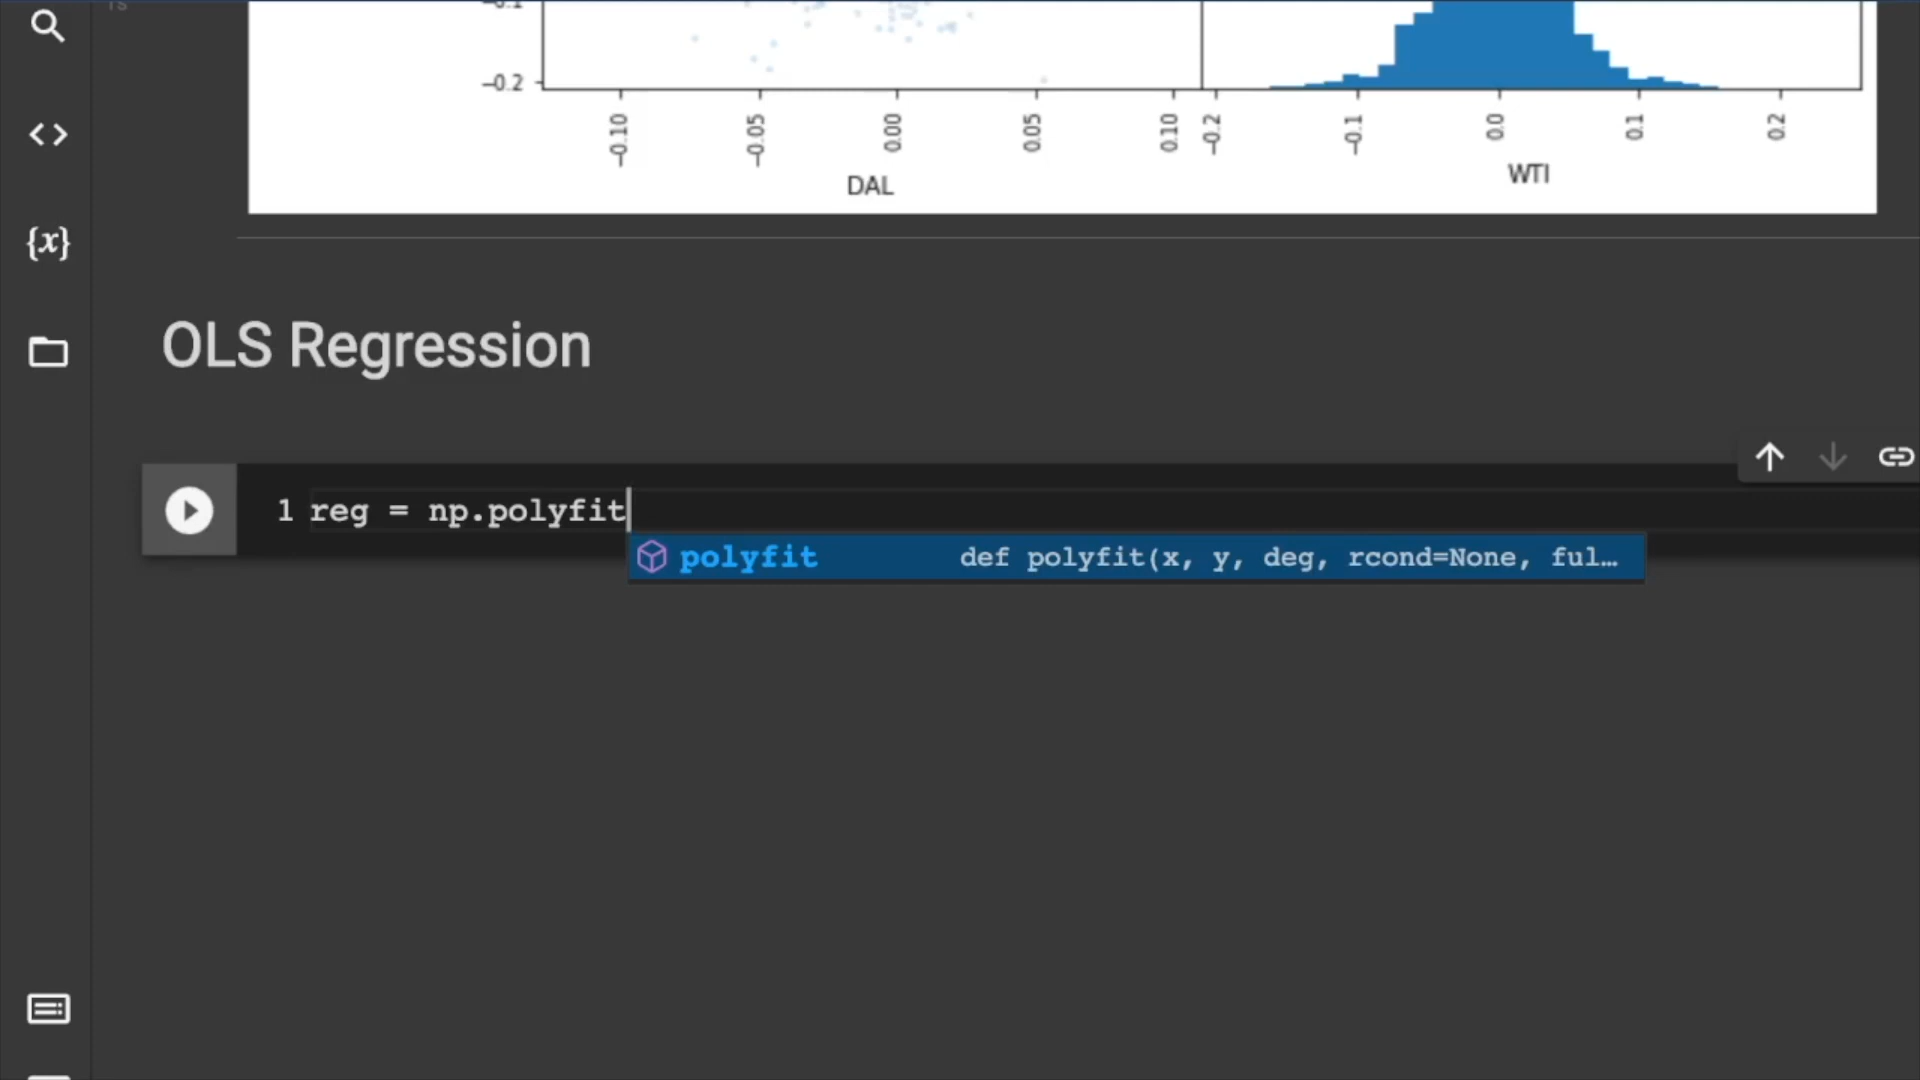 −0.2
−0.10 −0.05 0.00 0.05 0.10 −0.2 −0.1 0.0 0.1 0.2
DAL WTI
{x}
OLS Regression
1 reg = np.polyfit
polyfit def polyfit(x, y, deg, rcond=None, ful…